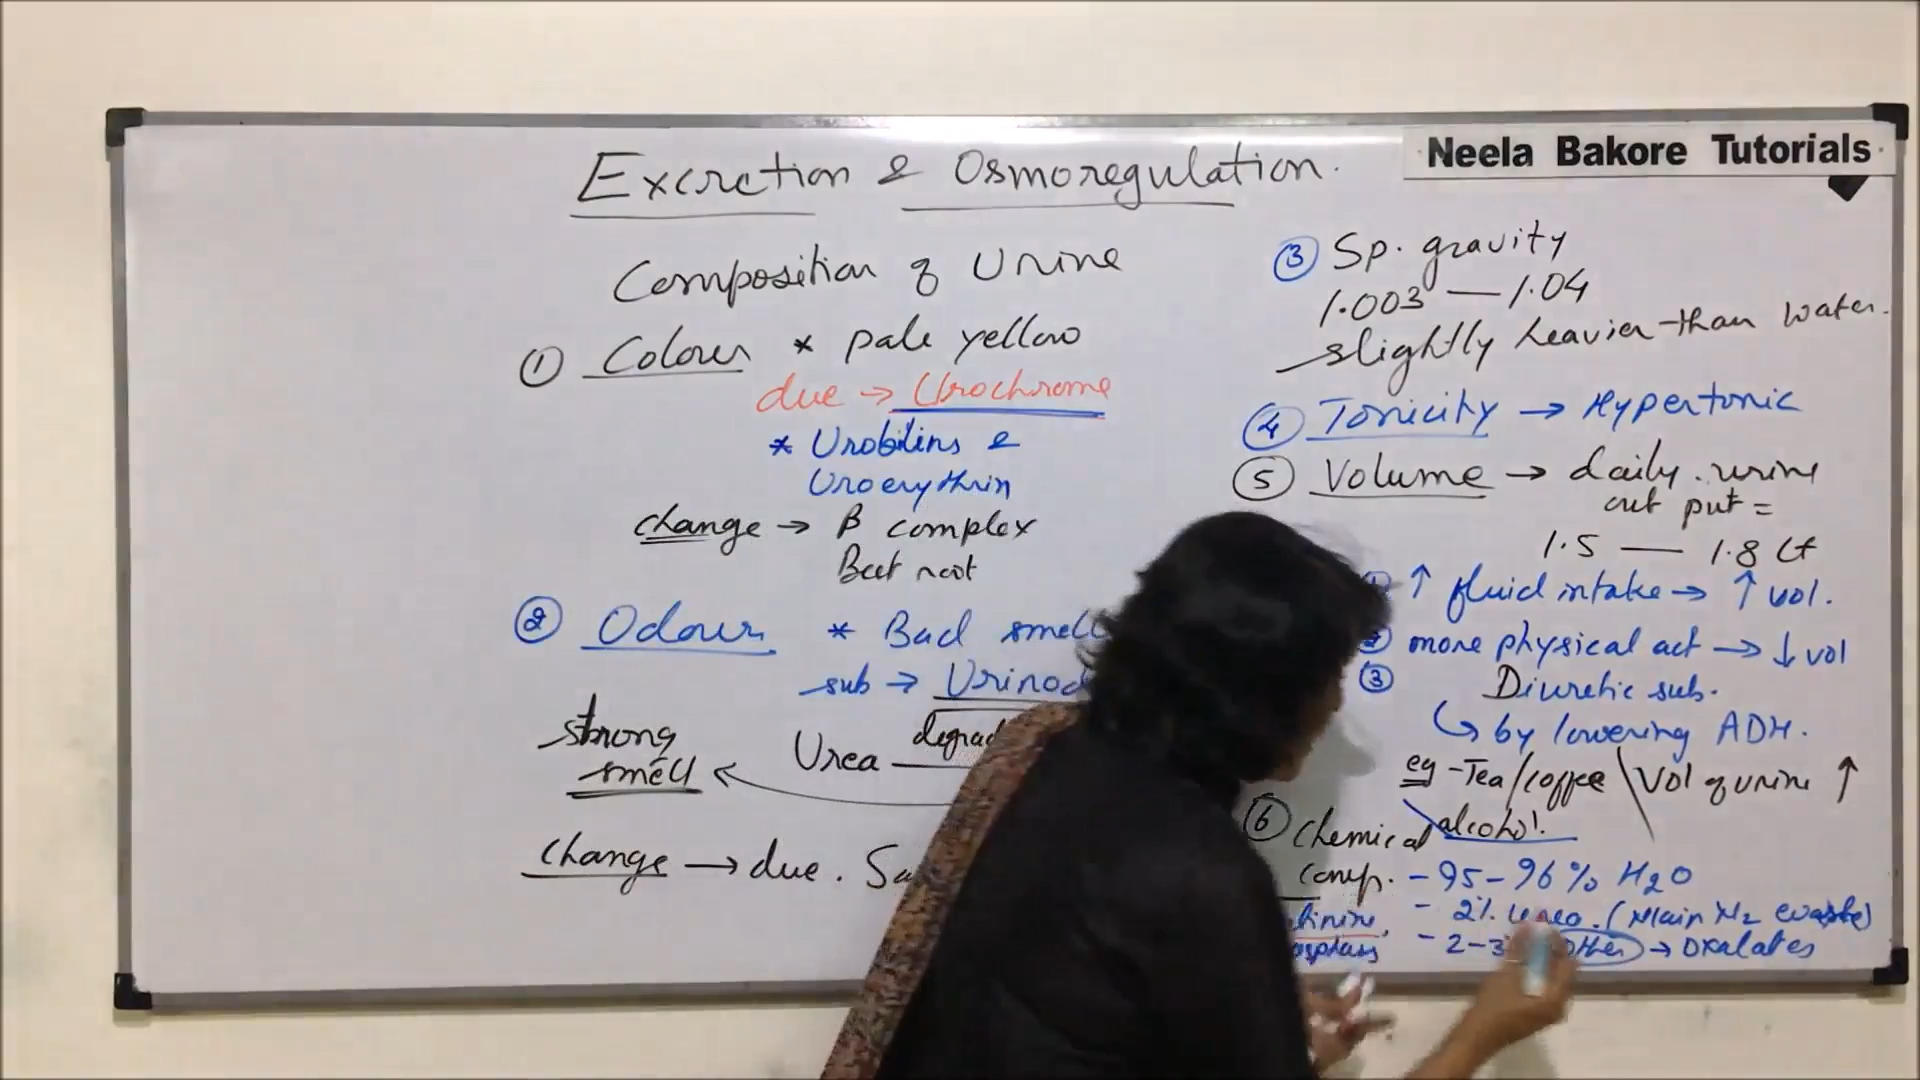 Neela Bakore Tutorials
Excretion & Osmoregulation.
Composition of Urine
① Colour * pale yellow
due → Urochrome
* Urobilins &
Uroerythrin
change → B complex
Beet root
② Odour * Bad smell
sub →
strong
smell
Urea
change → due.
③ Sp. gravity
1.003 — 1.04
slightly heavier than water.
④ Tonicity → Hypertonic
⑤ Volume → daily urine
out put =
1.5 — 1.8 Lt
↑ fluid intake → ↑ vol.
② more physical act → ↓ vol
③ Diuretic sub.
↳ by lowering ADH.
eg - Tea/coffee \ Vol of urine ↑
alcohol.
⑥ Chemical
comp. - 95-96% H2O
- 2% urea. (Main N2 waste)
- 2-3 other → oxalates